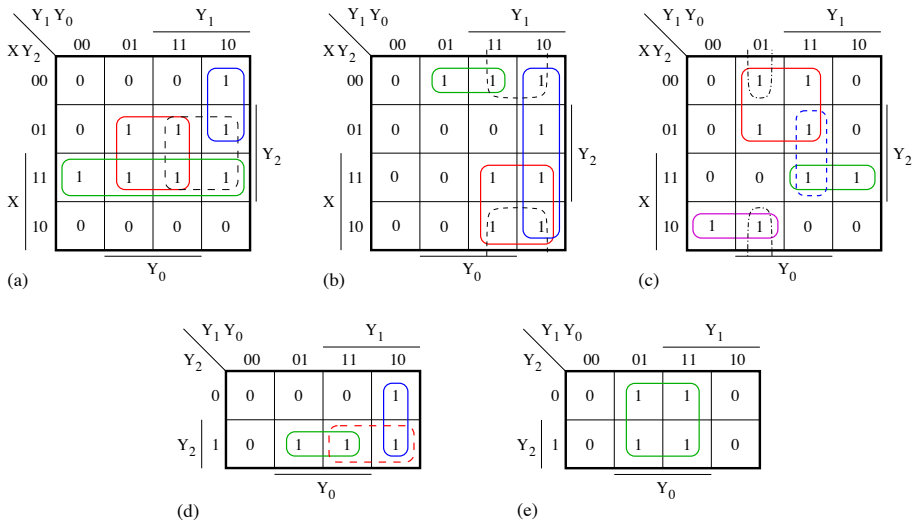 Y1 Y0 Y1 Y1 Y0 Y1 Y1 Y0 Y1
X Y2 00 01 11 10 X Y2 00 01 11 10 X Y2 00 01 11 10
00 0 0 0 1 00 0 1 1 1 00 0 1 1 0
01 0 1 1 1 01 0 0 0 1 01 0 1 1 0
Y2 Y2 Y2
11 1 1 1 1 11 0 0 1 1 11 0 0 1 1
X X X
10 0 0 0 0 10 0 0 1 1 10 1 1 0 0
(a) Y0 (b) Y0 (c) Y0
Y1 Y0 Y1 Y1 Y0 Y1
Y2 00 01 11 10 Y2 00 01 11 10
0 0 0 0 1 0 0 1 1 0
Y2 1 0 1 1 1 Y2 1 0 1 1 0
(d) Y0 (e) Y0